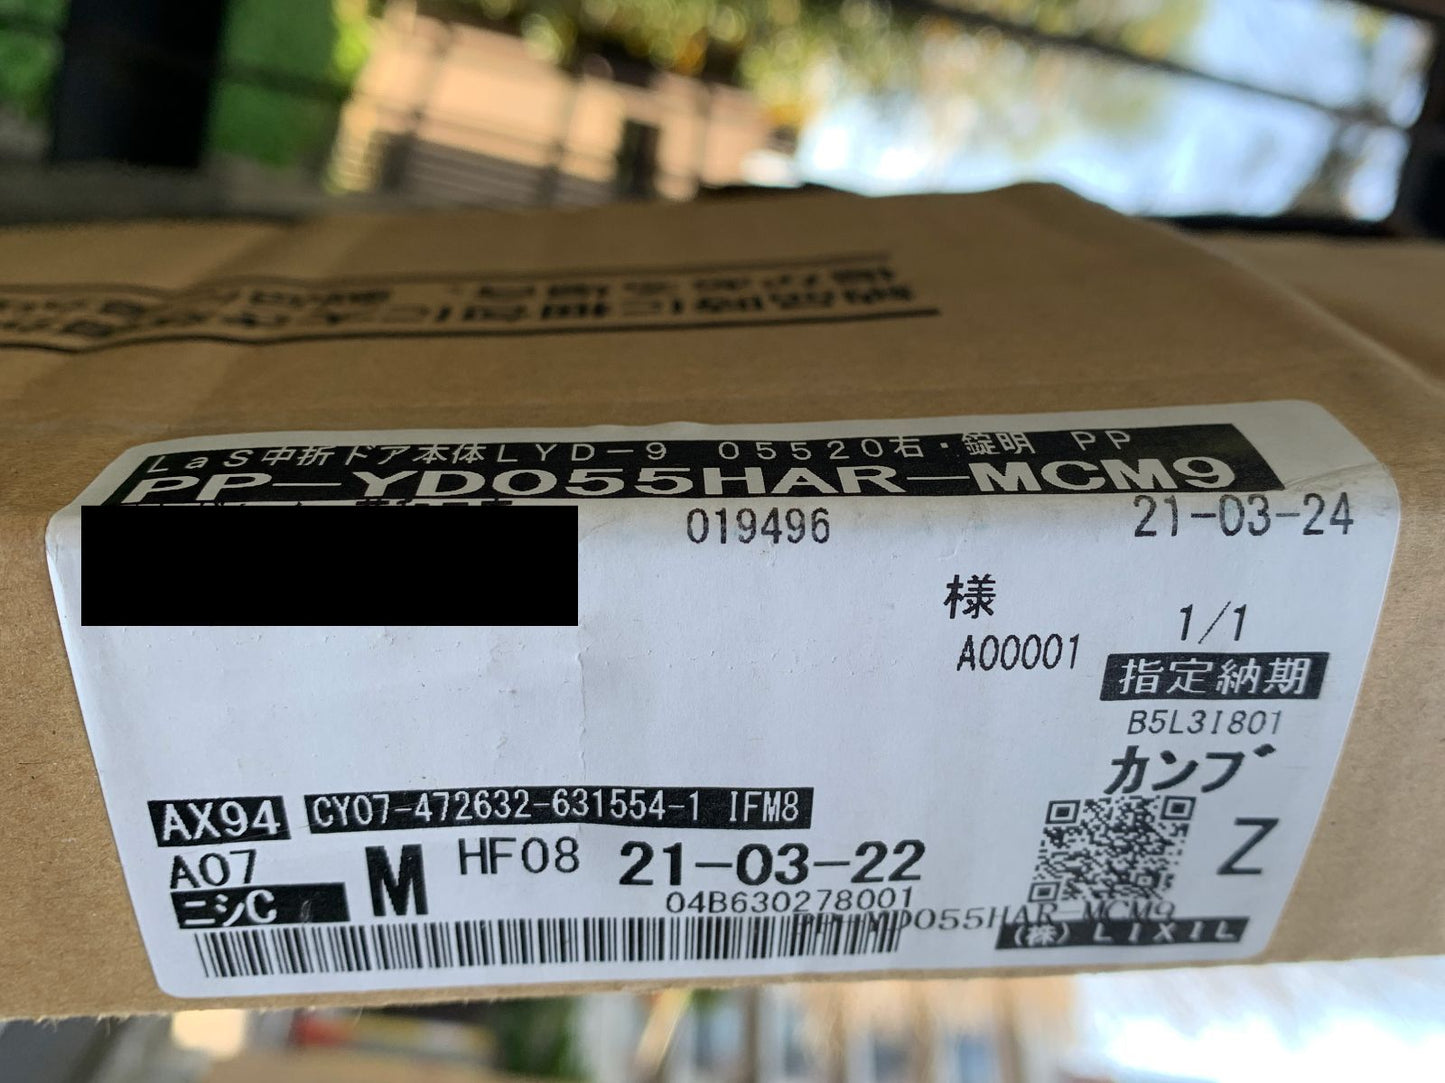 LaS中折ドア本体LYD-9 05520右・錠明 PP
PP-YD055HAR-MCM9
019496
21-03-24
様
A00001
1/1
指定納期
B5L3I801
カンブ
Z
AX94
CY07-472632-631554-1 IFM8
A07
ニシC
M
HF08
21-03-22
04B630278001
PP-YD055HAR-MCM9
(株)LIXIL